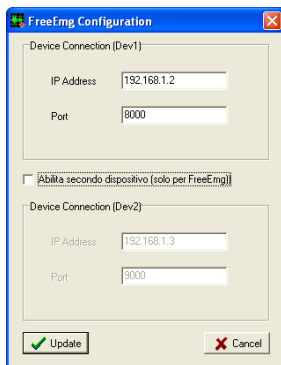 FreeEmg Configuration
Device Connection (Dev1)
IP Address 192.168.1.2
Port 8000
Abilita secondo dispositivo (solo per FreeEmg))
Device Connection (Dev2)
IP Address 192.168.1.3
Port 9000
Update Cancel